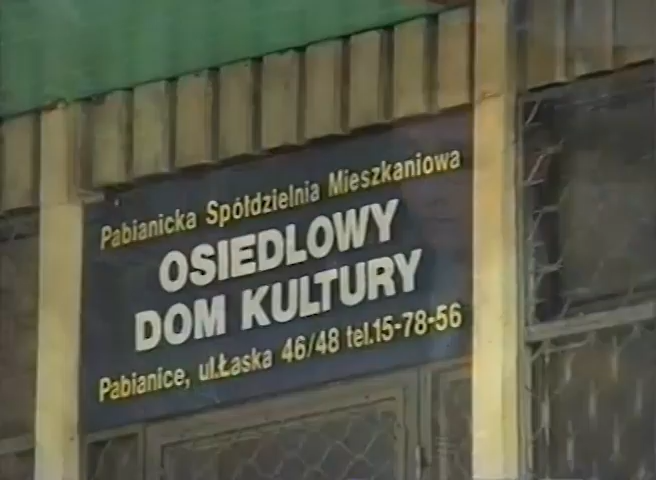 Pabianicka Spółdzielnia Mieszkaniowa
OSIEDLOWY
DOM KULTURY
Pabianice, ul.Łaska 46/48 tel.15-78-56